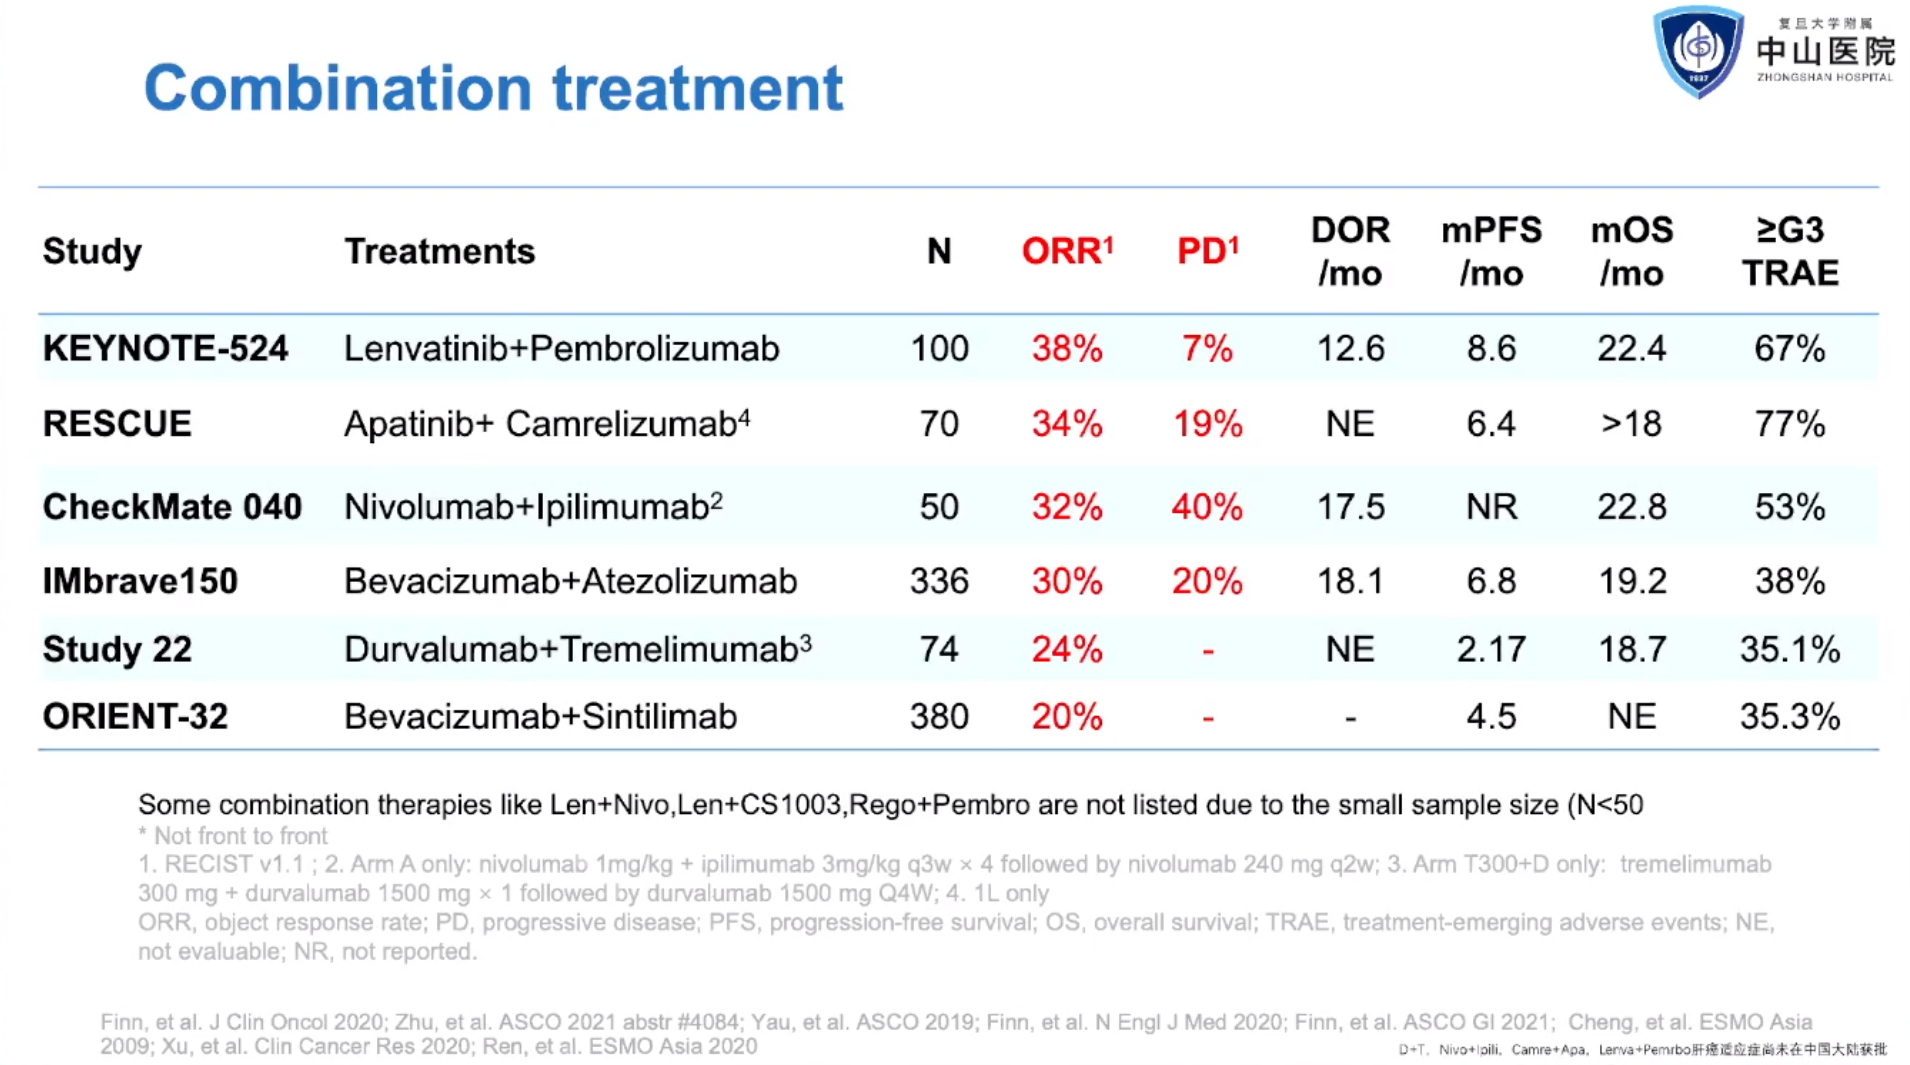 复旦大学附属
中山医院
ZHONGSHAN HOSPITAL
1937
Combination treatment
Study Treatments N ORR¹ PD¹ DOR /mo mPFS /mo mOS /mo ≥G3 TRAE
KEYNOTE-524 Lenvatinib+Pembrolizumab 100 38% 7% 12.6 8.6 22.4 67%
RESCUE Apatinib+ Camrelizumab⁴ 70 34% 19% NE 6.4 >18 77%
CheckMate 040 Nivolumab+Ipilimumab² 50 32% 40% 17.5 NR 22.8 53%
IMbrave150 Bevacizumab+Atezolizumab 336 30% 20% 18.1 6.8 19.2 38%
Study 22 Durvalumab+Tremelimumab³ 74 24% - NE 2.17 18.7 35.1%
ORIENT-32 Bevacizumab+Sintilimab 380 20% - - 4.5 NE 35.3%
Some combination therapies like Len+Nivo,Len+CS1003,Rego+Pembro are not listed due to the small sample size (N<50
* Not front to front
1. RECIST v1.1 ; 2. Arm A only: nivolumab 1mg/kg + ipilimumab 3mg/kg q3w × 4 followed by nivolumab 240 mg q2w; 3. Arm T300+D only: tremelimumab
300 mg + durvalumab 1500 mg × 1 followed by durvalumab 1500 mg Q4W; 4. 1L only
ORR, object response rate; PD, progressive disease; PFS, progression-free survival; OS, overall survival; TRAE, treatment-emerging adverse events; NE,
not evaluable; NR, not reported.
Finn, et al. J Clin Oncol 2020; Zhu, et al. ASCO 2021 abstr #4084; Yau, et al. ASCO 2019; Finn, et al. N Engl J Med 2020; Finn, et al. ASCO GI 2021; Cheng, et al. ESMO Asia
2009; Xu, et al. Clin Cancer Res 2020; Ren, et al. ESMO Asia 2020
D+T, Nivo+Ipili, Camre+Apa, Lenva+Pemrbo肝癌适应症尚未在中国大陆获批